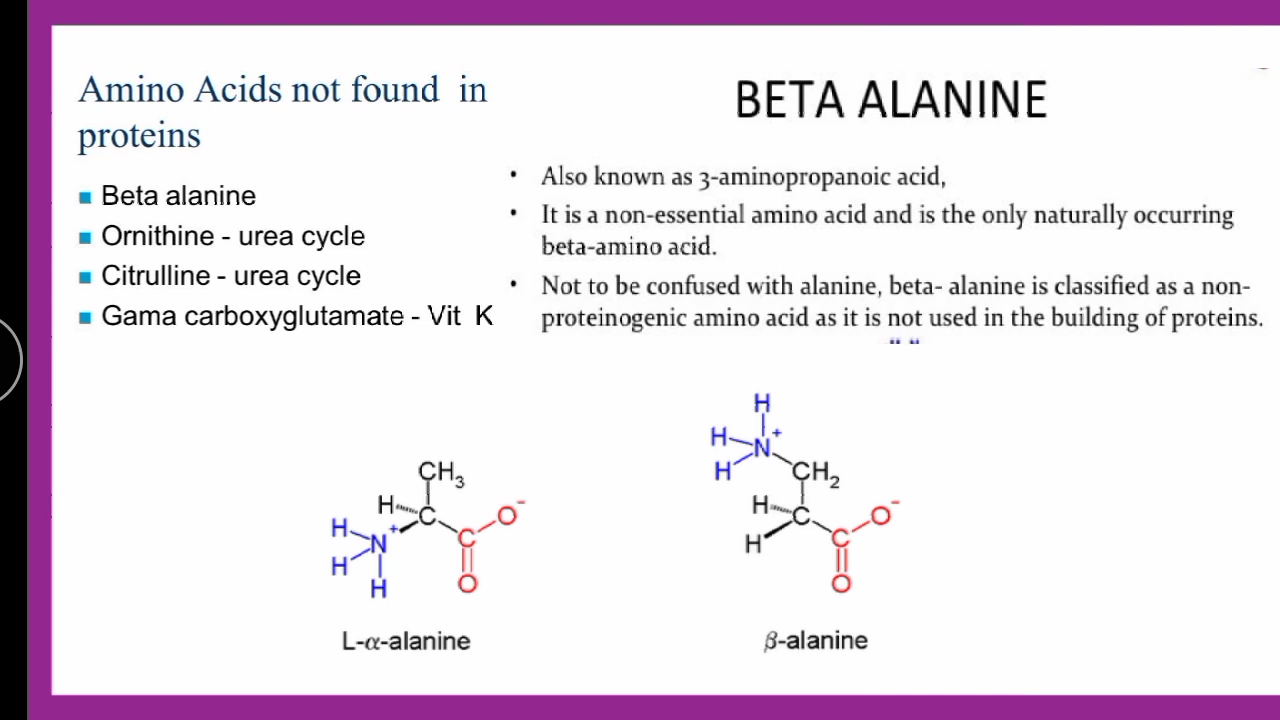 Amino Acids not found in
proteins
Beta alanine
Ornithine - urea cycle
Citrulline - urea cycle
Gama carboxyglutamate - Vit K
BETA ALANINE
• Also known as 3-aminopropanoic acid,
• It is a non-essential amino acid and is the only naturally occurring
beta-amino acid.
• Not to be confused with alanine, beta- alanine is classified as a non-
proteinogenic amino acid as it is not used in the building of proteins.
CH₃
H C O⁻
H N⁺ C
H H O
L-α-alanine
H
H N⁺
H CH₂
H C O⁻
H C
O
β-alanine